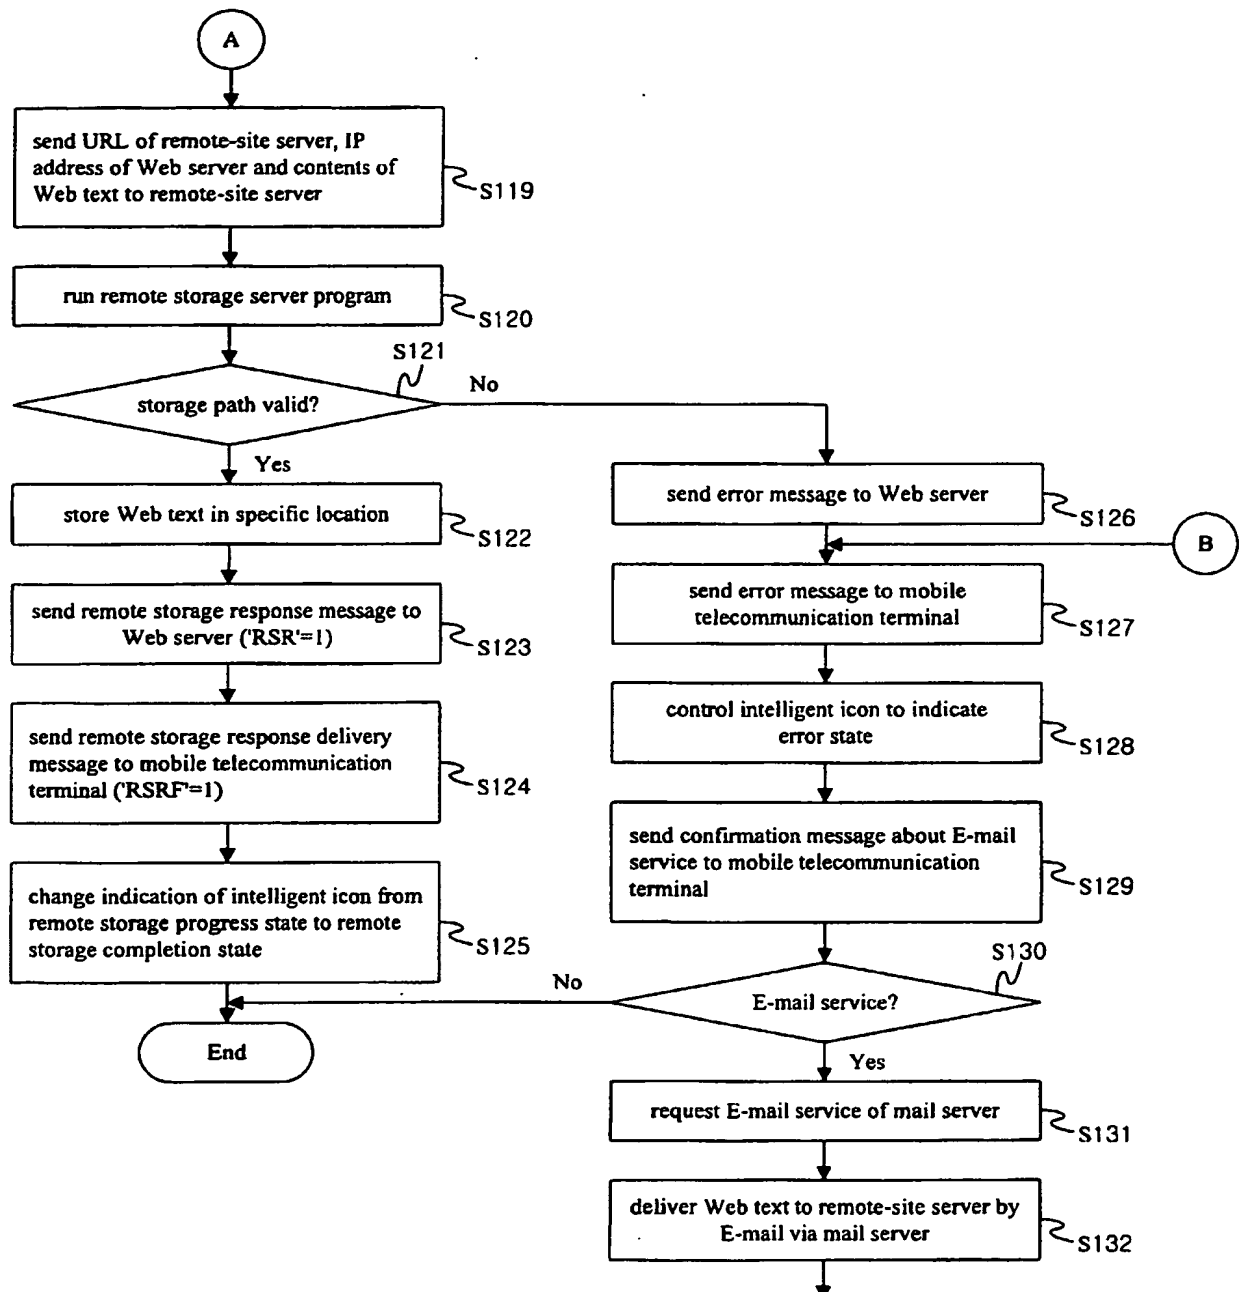 A
send URL of remote-site server, IP
address of Web server and contents of
Web text to remote-site server
S119
run remote storage server program
S120
S121
storage path valid?
No
Yes
store Web text in specific location
S122
send remote storage response message to
Web server ('RSR'=1)
S123
send remote storage response delivery
message to mobile telecommunication
terminal ('RSRF'=1)
S124
change indication of intelligent icon from
remote storage progress state to remote
storage completion state
S125
End
send error message to Web server
S126
B
send error message to mobile
telecommunication terminal
S127
control intelligent icon to indicate
error state
S128
send confirmation message about E-mail
service to mobile telecommunication
terminal
S129
S130
No
E-mail service?
Yes
request E-mail service of mail server
S131
deliver Web text to remote-site server by
E-mail via mail server
S132